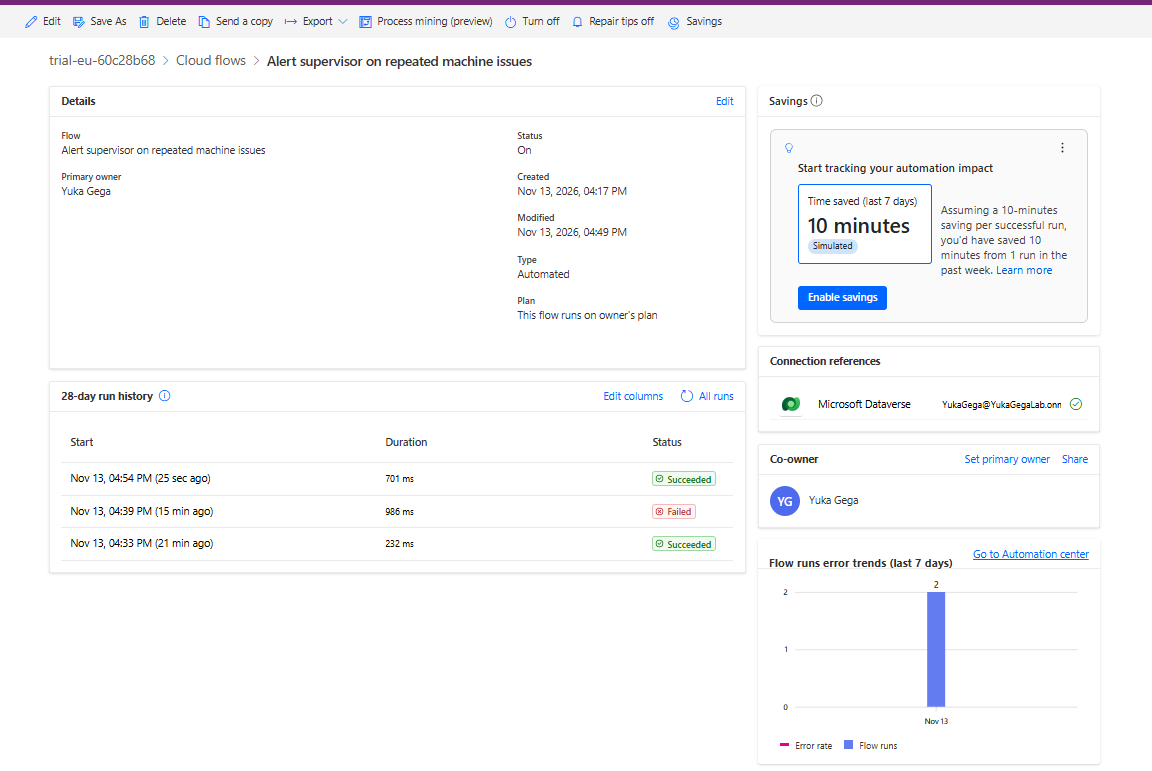 Edit Save As Delete Send a copy Export Process mining (preview) Turn off Repair tips off Savings
trial-eu-60c28b68 > Cloud flows > Alert supervisor on repeated machine issues
Details Edit
Flow
Alert supervisor on repeated machine issues
Primary owner
Yuka Gega
Status
On
Created
Nov 13, 2026, 04:17 PM
Modified
Nov 13, 2026, 04:49 PM
Type
Automated
Plan
This flow runs on owner's plan
28-day run history Edit columns All runs
Start Duration Status
Nov 13, 04:54 PM (25 sec ago) 701 ms Succeeded
Nov 13, 04:39 PM (15 min ago) 986 ms Failed
Nov 13, 04:33 PM (21 min ago) 232 ms Succeeded
Savings
Start tracking your automation impact
Time saved (last 7 days)
10 minutes
Simulated
Assuming a 10-minutes
saving per successful run,
you'd have saved 10
minutes from 1 run in the
past week. Learn more
Enable savings
Connection references
Microsoft Dataverse YukaGega@YukaGegaLab.onn
Co-owner Set primary owner Share
YG Yuka Gega
Go to Automation center
Flow runs error trends (last 7 days)
2
2
1
0
Nov 13
Error rate Flow runs